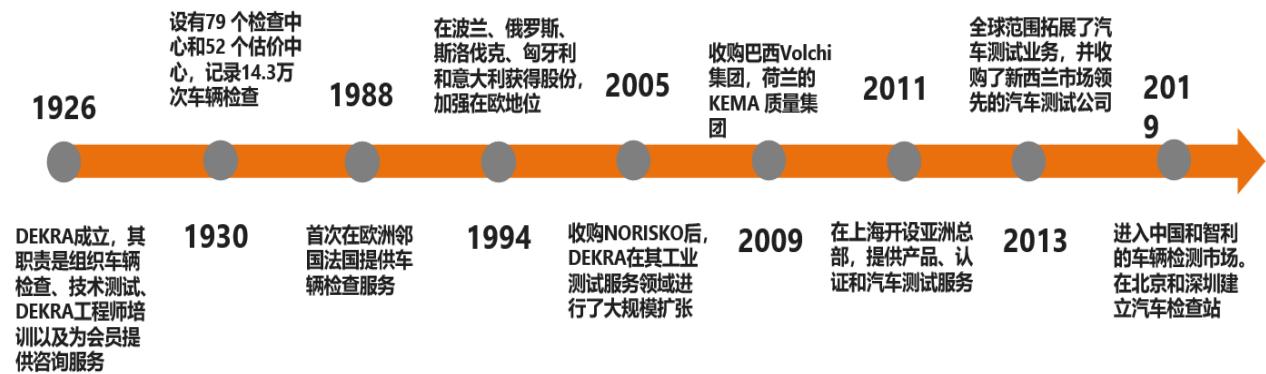 1926
DEKRA成立，其
职责是组织车辆
检查、技术测试、
DEKRA工程师培
训以及为会员提
供咨询服务
设有79 个检查中
心和52 个估价中
心，记录14.3万
次车辆检查
1930
1988
首次在欧洲邻
国法国提供车
辆检查服务
在波兰、俄罗斯、
斯洛伐克、匈牙利
和意大利获得股份，
加强在欧地位
1994
2005
收购NORISKO后，
DEKRA在其工业
测试服务领域进
行了大规模扩张
收购巴西Volchi
集团，荷兰的
KEMA 质量集
团
2009
2011
在上海开设亚洲总
部，提供产品、认
证和汽车测试服务
全球范围拓展了汽
车测试业务，并收
购了新西兰市场领
先的汽车测试公司
2013
201
9
进入中国和智利
的车辆检测市场。
在北京和深圳建
立汽车检查站